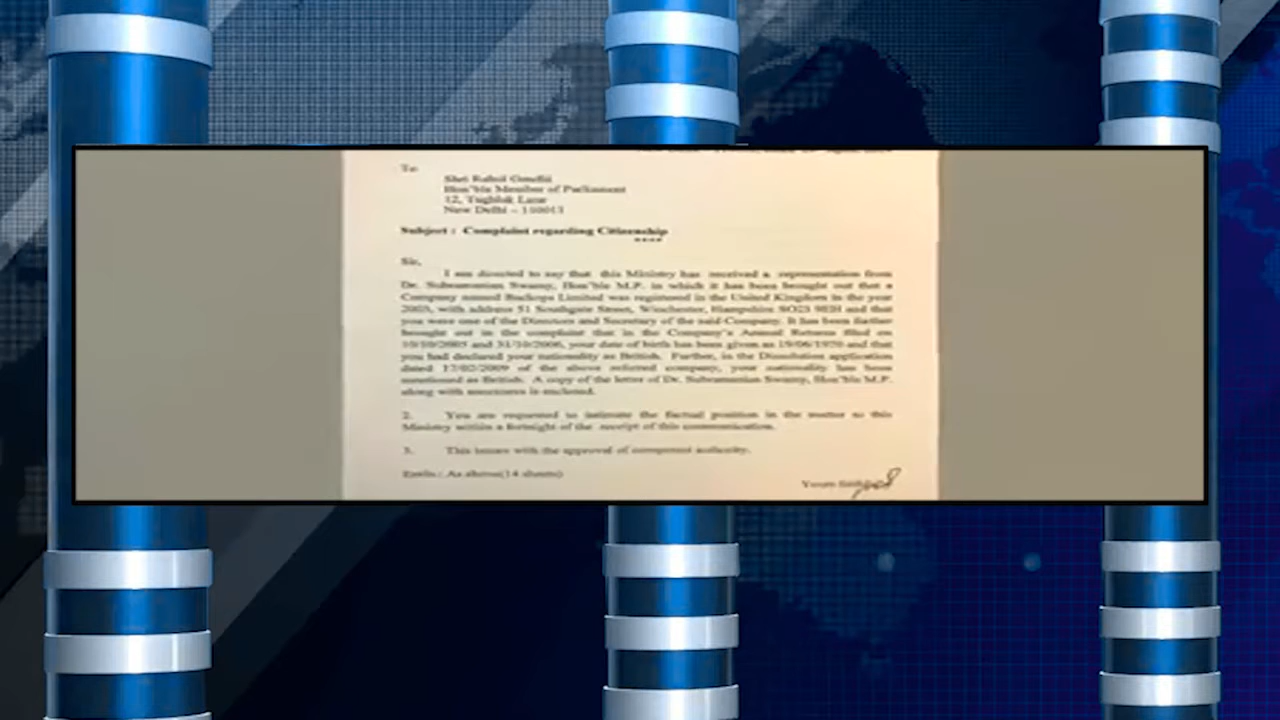 To
Shri Rahul Gandhi
Hon'ble Member of Parliament
12, Tughlak Lane
New Delhi – 110011
Subject : Complaint regarding Citizenship
Sir,
I am directed to say that this Ministry has received a representation from
Dr. Subramanian Swamy, Hon'ble M.P. in which it has been brought out that a
Company named Backops Limited was registered in the United Kingdom in the year
2003, with address 51 Southgate Street, Winchester, Hampshire SO23 9EH and that
you were one of the Directors and Secretary of the said Company. It has been further
brought out in the complaint that in the Company's Annual Returns filed on
10/10/2005 and 31/10/2006, your date of birth has been given as 19/06/1970 and that
you had declared your nationality as British. Further, in the Dissolution application
dated 17/02/2009 of the above referred company, your nationality has been
mentioned as British. A copy of the letter of Dr. Subramanian Swamy, Hon'ble M.P.
along with annexures is enclosed.
2. You are requested to intimate the factual position in the matter to this
Ministry within a fortnight of the receipt of this communication.
3. This issues with the approval of competent authority.
Encls.: As above(14 sheets)
Yours